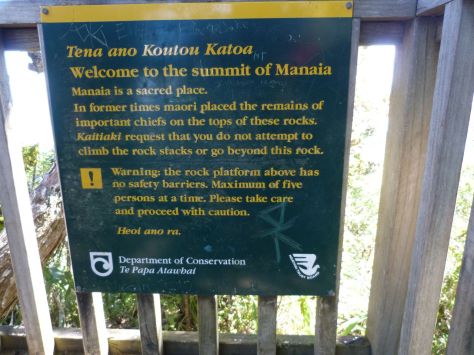 Tena ano Koutou Katoa
Welcome to the summit of Manaia
Manaia is a sacred place.
In former times maori placed the remains of
important chiefs on the tops of these rocks.
Kaitiaki request that you do not attempt to
climb the rock stacks or go beyond this rock.
! Warning: the rock platform above has
no safety barriers. Maximum of five
persons at a time. Please take care
and proceed with caution.
Heoi ano ra.
Department of Conservation
Te Papa Atawhai